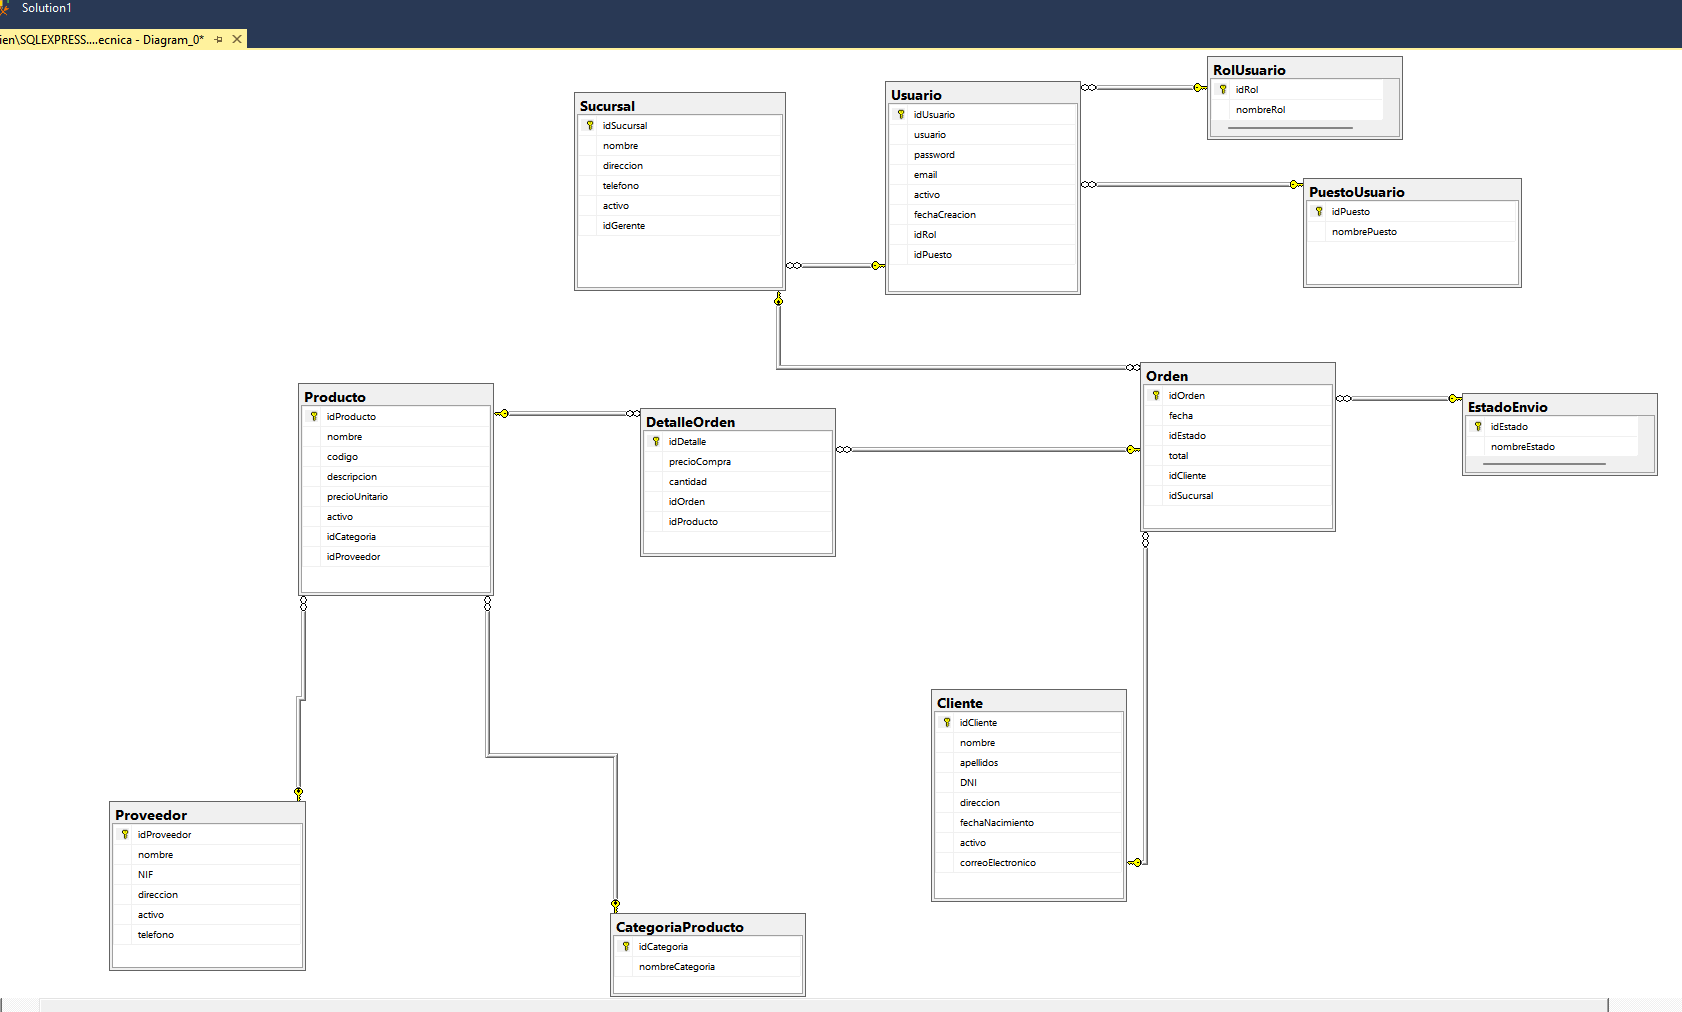 Solution1
ien\SQLEXPRESS....ecnica - Diagram_0*
RolUsuario
idRol
nombreRol
Sucursal
idSucursal
nombre
direccion
telefono
activo
idGerente
Usuario
idUsuario
usuario
password
email
activo
fechaCreacion
idRol
idPuesto
PuestoUsuario
idPuesto
nombrePuesto
Producto
idProducto
nombre
codigo
descripcion
precioUnitario
activo
idCategoria
idProveedor
DetalleOrden
idDetalle
precioCompra
cantidad
idOrden
idProducto
Orden
idOrden
fecha
idEstado
total
idCliente
idSucursal
EstadoEnvio
idEstado
nombreEstado
Cliente
idCliente
nombre
apellidos
DNI
direccion
fechaNacimiento
activo
correoElectronico
Proveedor
idProveedor
nombre
NIF
direccion
activo
telefono
CategoriaProducto
idCategoria
nombreCategoria